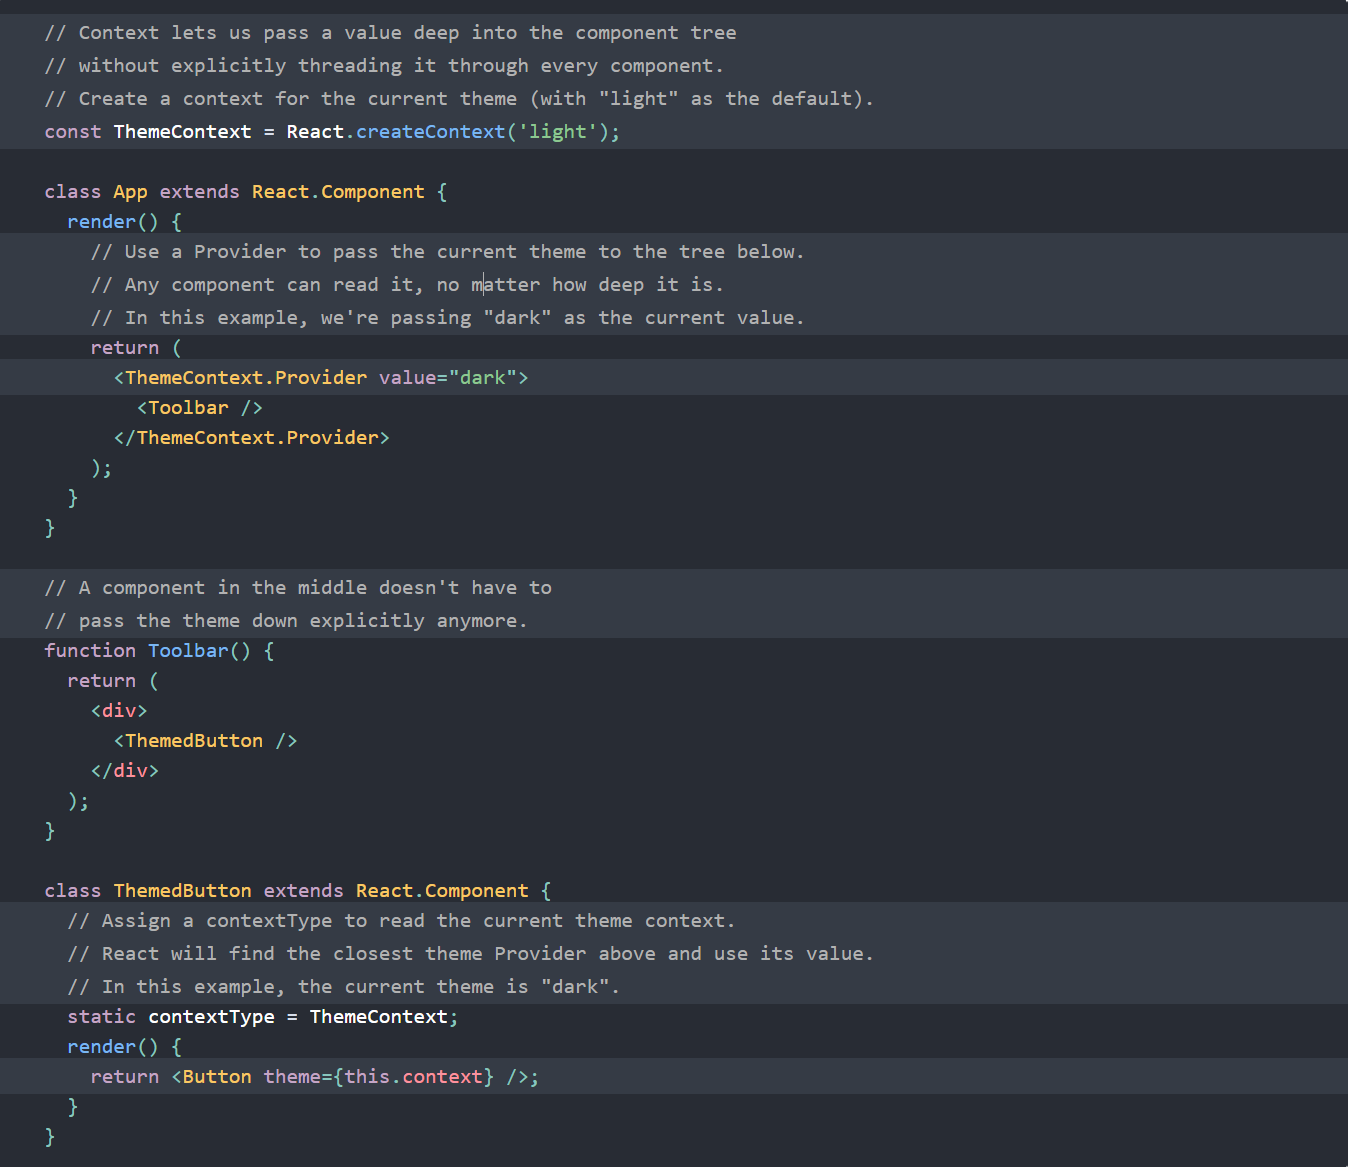 // Context lets us pass a value deep into the component tree
// without explicitly threading it through every component.
// Create a context for the current theme (with "light" as the default).
const ThemeContext = React.createContext('light');
class App extends React.Component {
render() {
// Use a Provider to pass the current theme to the tree below.
// Any component can read it, no matter how deep it is.
// In this example, we're passing "dark" as the current value.
return (
<ThemeContext.Provider value="dark">
<Toolbar />
</ThemeContext.Provider>
);
}
}
// A component in the middle doesn't have to
// pass the theme down explicitly anymore.
function Toolbar() {
return (
<div>
<ThemedButton />
</div>
);
}
class ThemedButton extends React.Component {
// Assign a contextType to read the current theme context.
// React will find the closest theme Provider above and use its value.
// In this example, the current theme is "dark".
static contextType = ThemeContext;
render() {
return <Button theme={this.context} />;
}
}